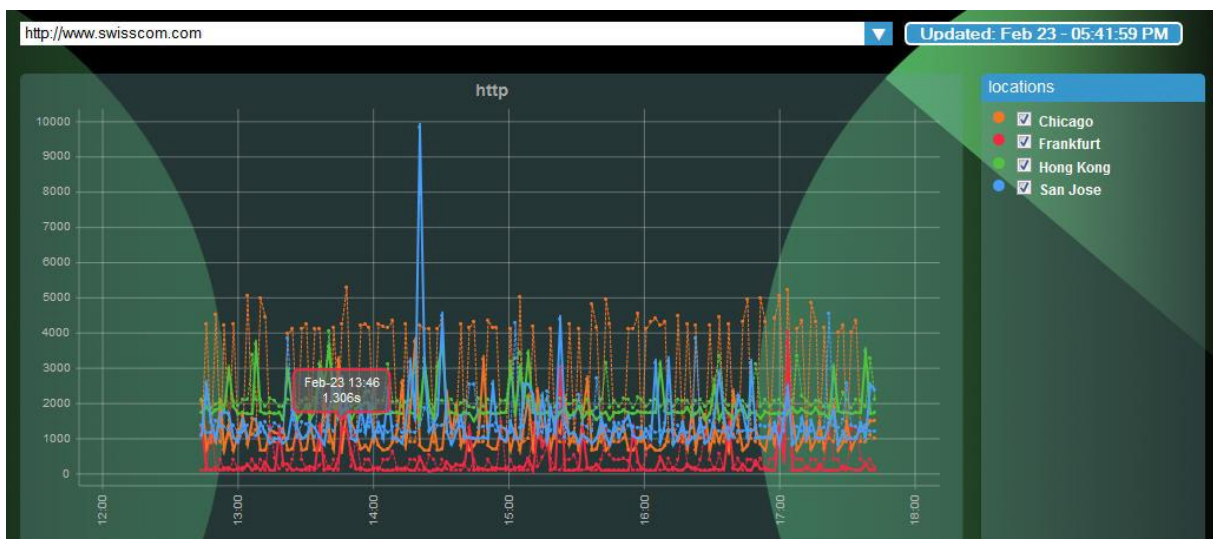 http://www.swisscom.com
Updated: Feb 23 - 05:41:59 PM
http
locations
Chicago
Frankfurt
Hong Kong
San Jose
10000
9000
8000
7000
6000
5000
4000
3000
2000
1000
0
Feb-23 13:46
1.306s
12:00
13:00
14:00
15:00
16:00
17:00
18:00